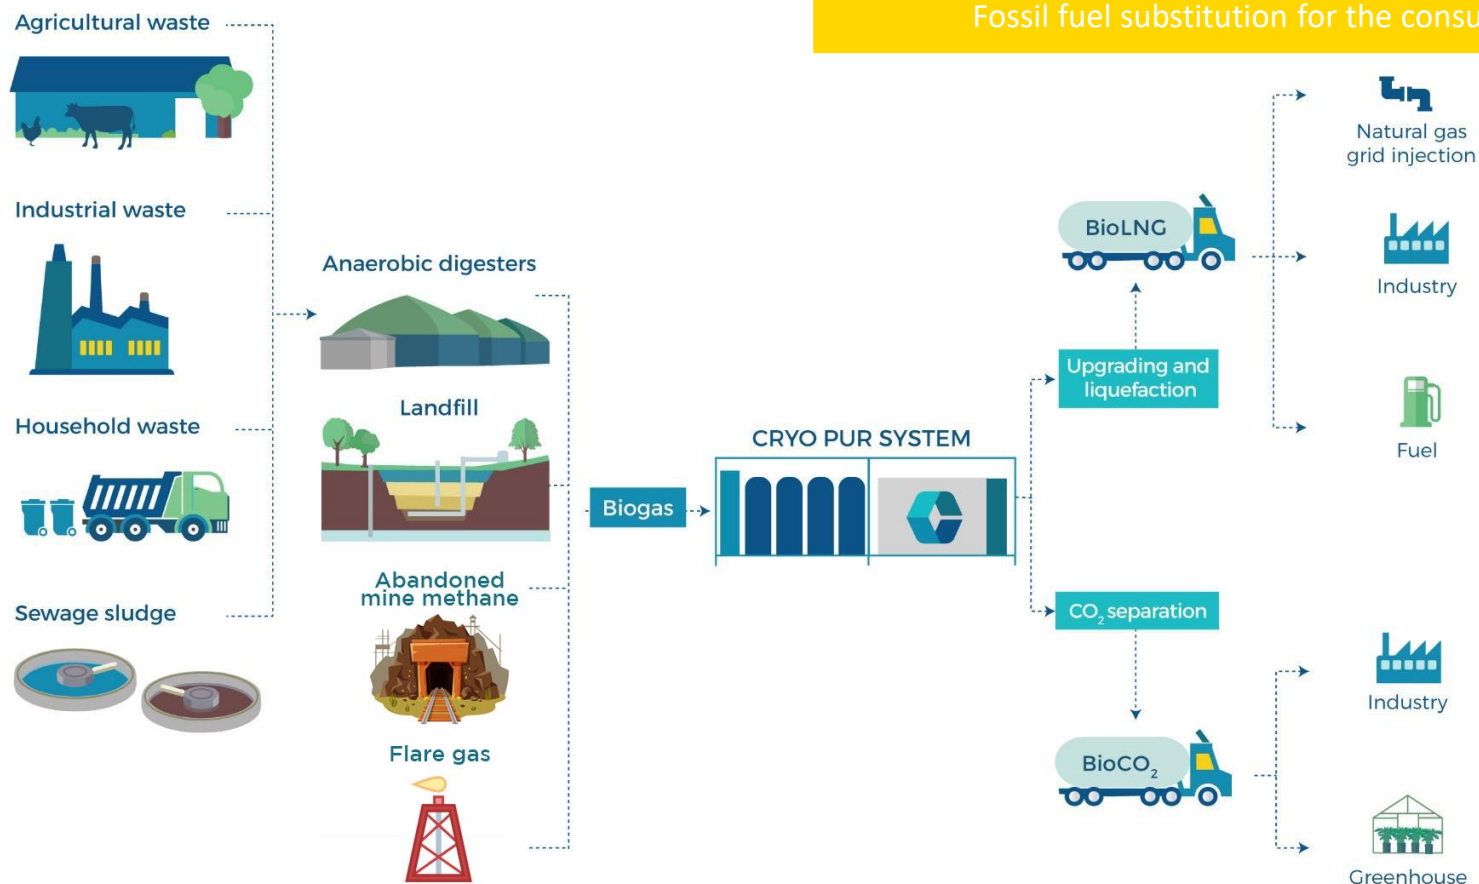 Fossil fuel substitution for the
Agricultural waste
Industrial waste
Household waste
Sewage sludge
Anaerobic digesters
Landfill
Abandoned
mine methane
Flare gas
Biogas
CRYO PUR SYSTEM
Upgrading and
liquefaction
BioLNG
Natural gas
grid injection
Industry
Fuel
CO₂ separation
BioCO₂
Industry
Greenhouse